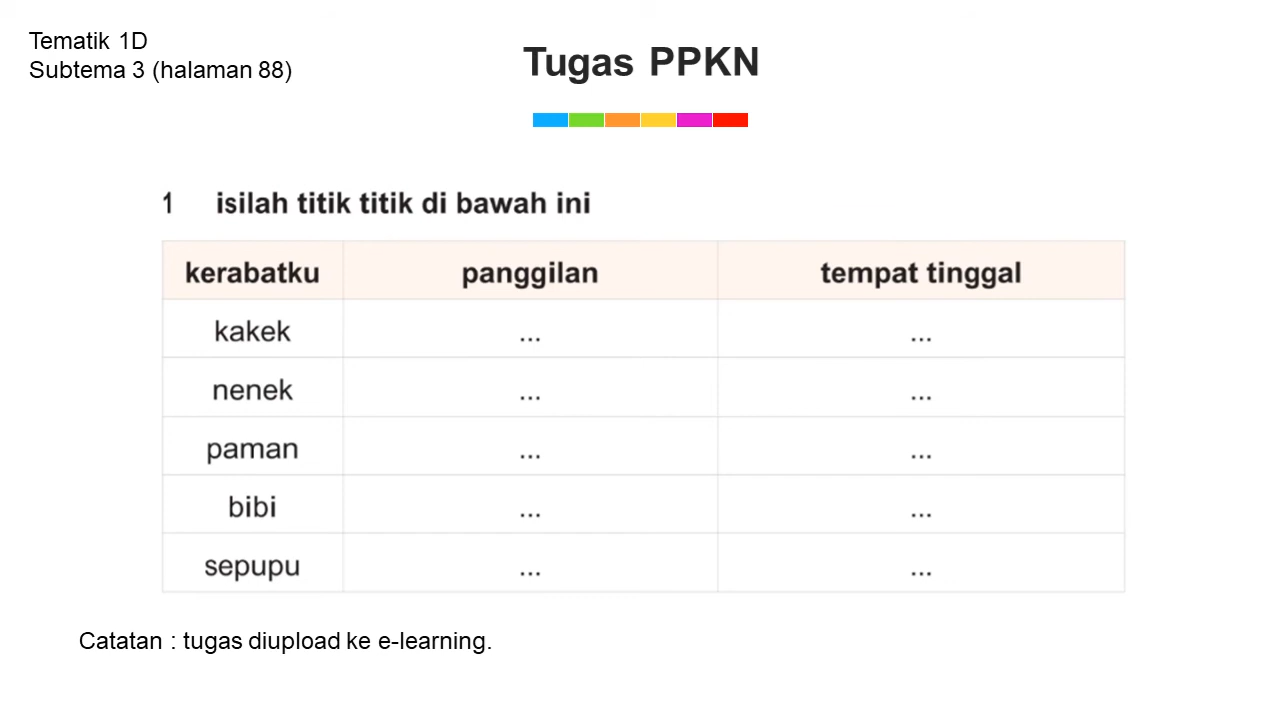 Tematik 1D
Subtema 3 (halaman 88)
Tugas PPKN
1 isilah titik titik di bawah ini
kerabatku panggilan tempat tinggal
kakek ... ...
nenek ... ...
paman ... ...
bibi ... ...
sepupu ... ...
Catatan : tugas diupload ke e-learning.